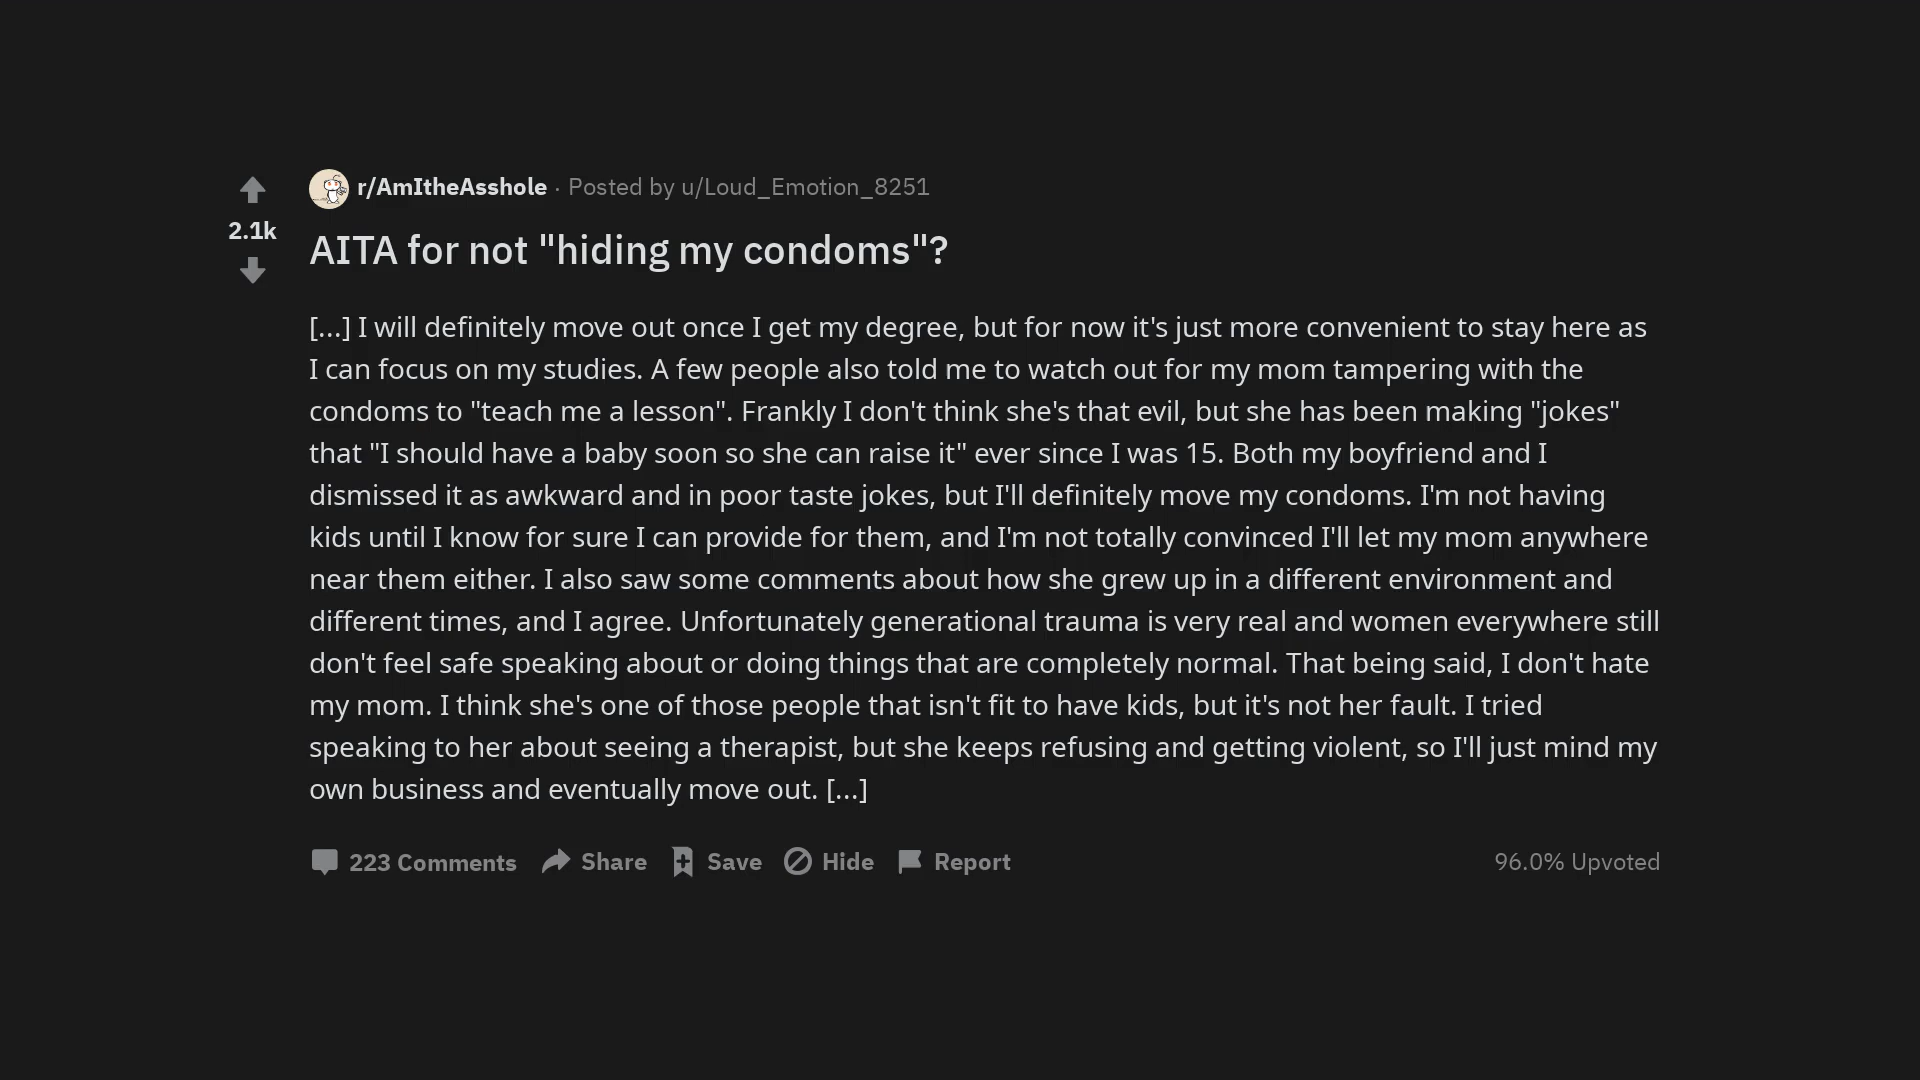 r/AmItheAsshole · Posted by u/Loud_Emotion_8251
2.1k
AITA for not "hiding my condoms"?
[...] I will definitely move out once I get my degree, but for now it's just more convenient to stay here as
I can focus on my studies. A few people also told me to watch out for my mom tampering with the
condoms to "teach me a lesson". Frankly I don't think she's that evil, but she has been making "jokes"
that "I should have a baby soon so she can raise it" ever since I was 15. Both my boyfriend and I
dismissed it as awkward and in poor taste jokes, but I'll definitely move my condoms. I'm not having
kids until I know for sure I can provide for them, and I'm not totally convinced I'll let my mom anywhere
near them either. I also saw some comments about how she grew up in a different environment and
different times, and I agree. Unfortunately generational trauma is very real and women everywhere still
don't feel safe speaking about or doing things that are completely normal. That being said, I don't hate
my mom. I think she's one of those people that isn't fit to have kids, but it's not her fault. I tried
speaking to her about seeing a therapist, but she keeps refusing and getting violent, so I'll just mind my
own business and eventually move out. [...]
223 Comments Share Save Hide Report 96.0% Upvoted